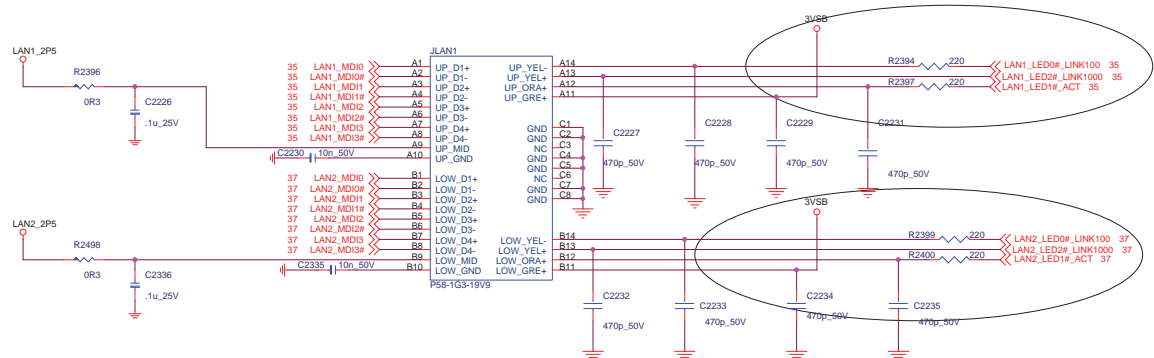 3VSB
LAN1_2P5
JLAN1
R2396
0R3
C2226
.1u_25V
35 LAN1_MDI0 A1 UP_D1+
35 LAN1_MDI0# A2 UP_D1-
35 LAN1_MDI1 A3 UP_D2+
35 LAN1_MDI1# A4 UP_D2-
35 LAN1_MDI2 A5 UP_D3+
35 LAN1_MDI2# A6 UP_D3-
35 LAN1_MDI3 A7 UP_D4+
35 LAN1_MDI3# A8 UP_D4-
A9 UP_MID
C2230 10n_50V A10 UP_GND
UP_YEL- A14 R2394 220 LAN1_LED0#_LINK100 35
UP_YEL+ A13 LAN1_LED2#_LINK1000 35
UP_ORA+ A12 R2397 220 LAN1_LED1#_ACT 35
UP_GRE+ A11
GND C1
GND C2
NC C3
GND C4
GND C5
NC C6
GND C7
GND C8
C2227
470p_50V
C2228
470p_50V
C2229
470p_50V
C2231
470p_50V
37 LAN2_MDI0 B1 LOW_D1+
37 LAN2_MDI0# B2 LOW_D1-
37 LAN2_MDI1 B3 LOW_D2+
37 LAN2_MDI1# B4 LOW_D2-
37 LAN2_MDI2 B5 LOW_D3+
37 LAN2_MDI2# B6 LOW_D3-
37 LAN2_MDI3 B7 LOW_D4+
37 LAN2_MDI3# B8 LOW_D4-
B9 LOW_MID
C2335 10n_50V B10 LOW_GND
P58-1G3-19V9
LAN2_2P5
R2498
0R3
C2336
.1u_25V
3VSB
LOW_YEL- B14 R2399 220 LAN2_LED0#_LINK100 37
LOW_YEL+ B13 LAN2_LED2#_LINK1000 37
LOW_ORA+ B12 R2400 220 LAN2_LED1#_ACT 37
LOW_GRE+ B11
C2232
470p_50V
C2233
470p_50V
C2234
470p_50V
C2235
470p_50V